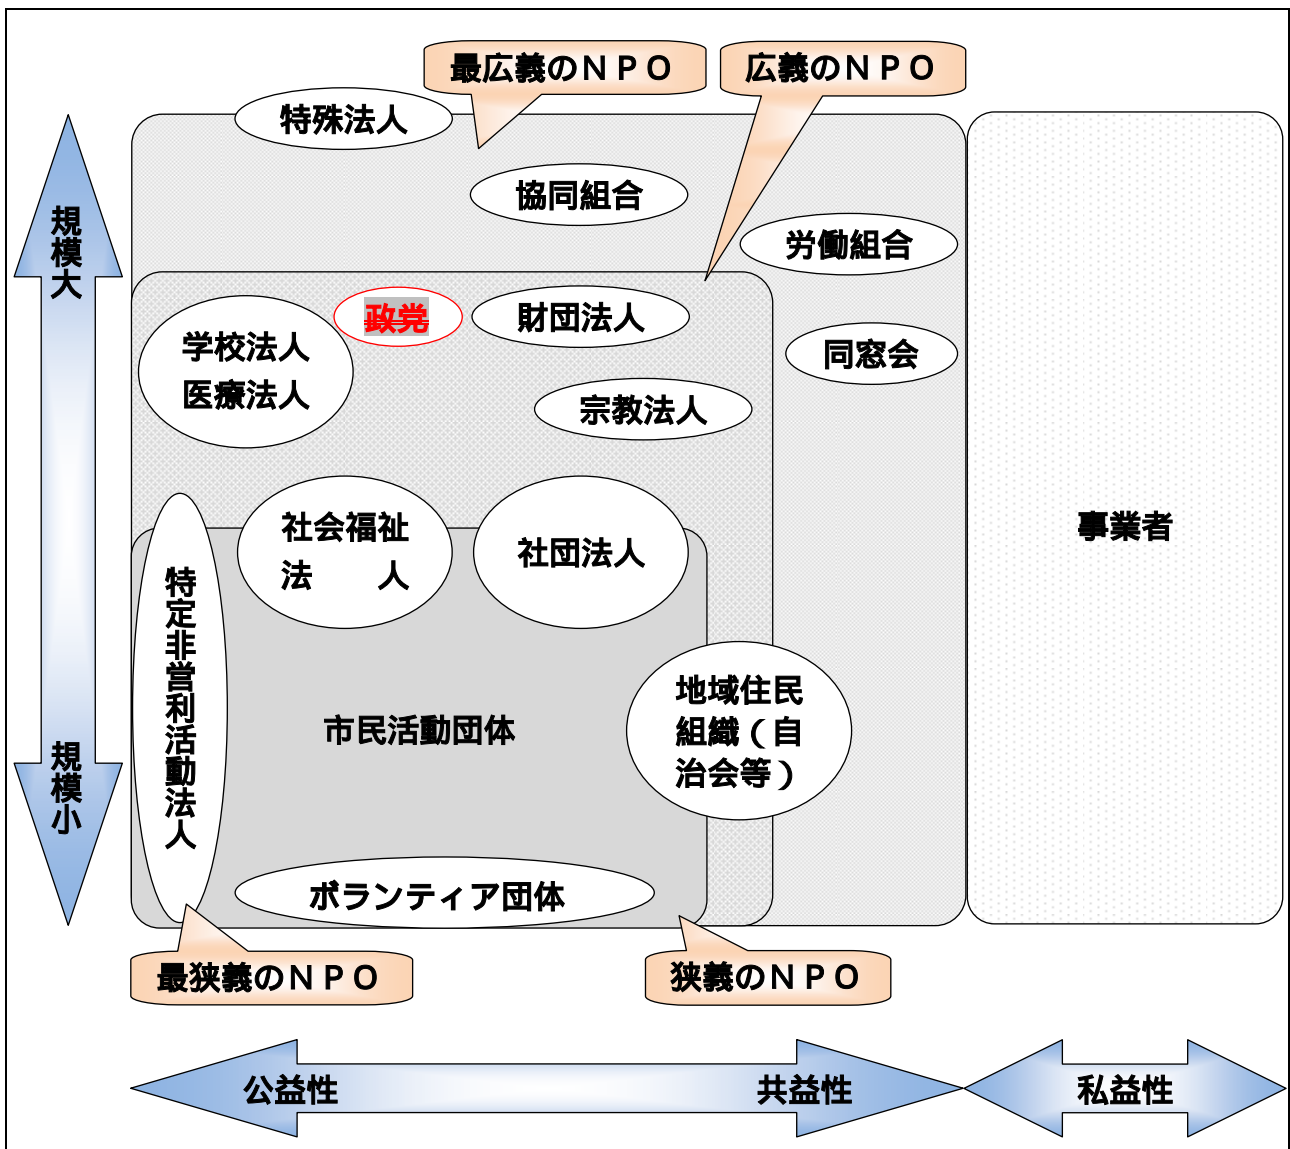 最広義のＮＰＯ
広義のＮＰＯ
特殊法人
協同組合
労働組合
規模大
政党
財団法人
学校法人
医療法人
同窓会
宗教法人
社会福祉
法　　人
社団法人
事業者
特定非営利活動法人
地域住民
組織（自
治会等）
市民活動団体
規模小
ボランティア団体
最狭義のＮＰＯ
狭義のＮＰＯ
公益性
共益性
私益性